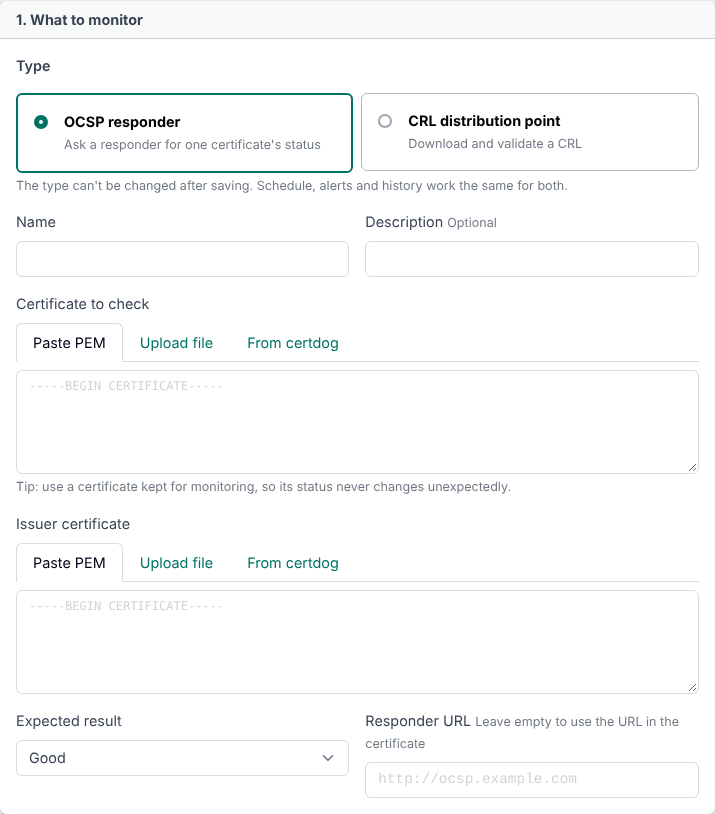 1. What to monitor
Type
OCSP responder
Ask a responder for one certificate's status
CRL distribution point
Download and validate a CRL
The type can't be changed after saving. Schedule, alerts and history work the same for both.
Name
Description Optional
Certificate to check
Paste PEM Upload file From certdog
-----BEGIN CERTIFICATE-----
Tip: use a certificate kept for monitoring, so its status never changes unexpectedly.
Issuer certificate
Paste PEM Upload file From certdog
-----BEGIN CERTIFICATE-----
Expected result
Good
Responder URL Leave empty to use the URL in the
certificate
http://ocsp.example.com